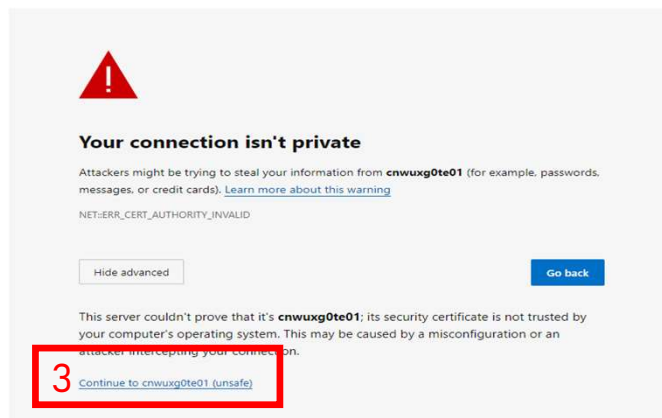 !
Your connection isn't private
Attackers might be trying to steal your information from cnwuxg0te01 (for example, passwords,
messages, or credit cards). Learn more about this warning
NET::ERR_CERT_AUTHORITY_INVALID
Hide advanced
Go back
This server couldn't prove that it's cnwuxg0te01; its security certificate is not trusted by
your computer's operating system. This may be caused by a misconfiguration or an
attacker intercepting your connection.
3
Continue to cnwuxg0te01 (unsafe)